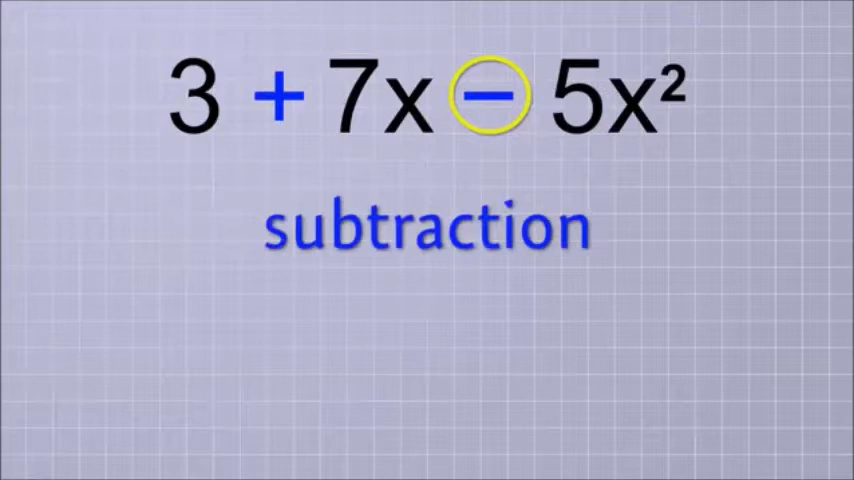 3 + 7x − 5x²
subtraction